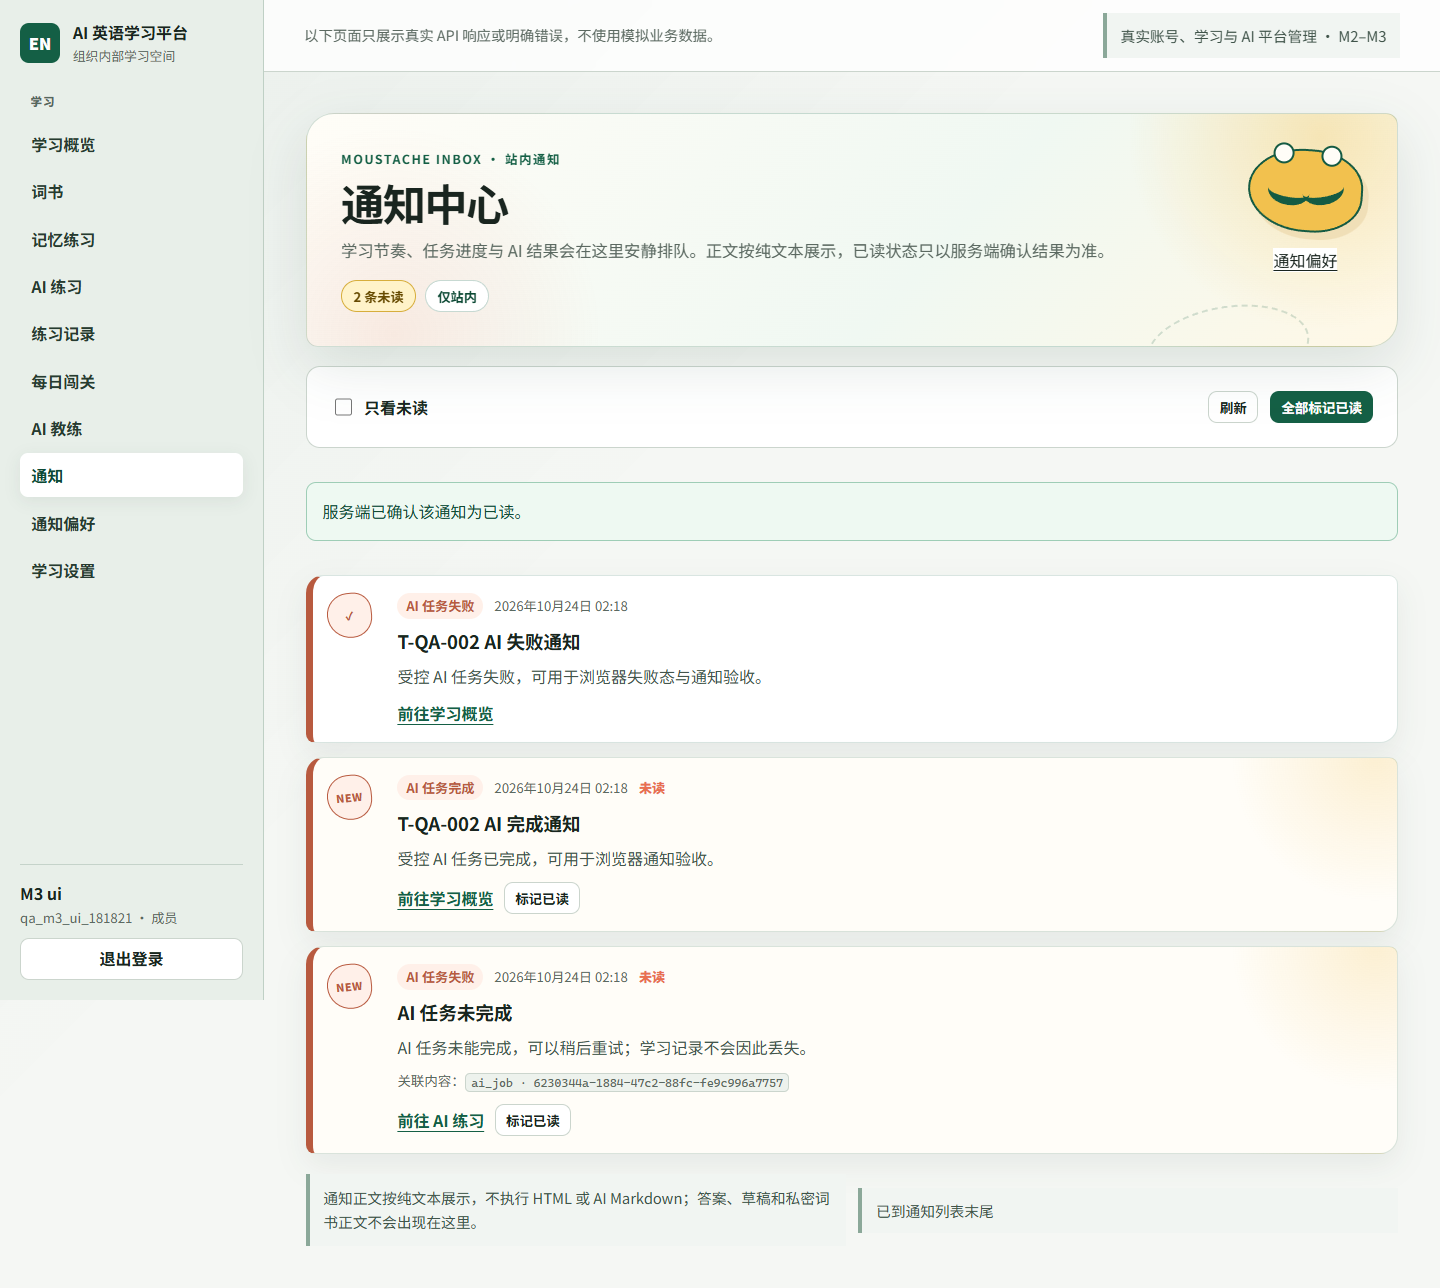 EN
AI 英语学习平台
组织内部学习空间
学习
学习概览
词书
记忆练习
AI 练习
练习记录
每日闯关
AI 教练
通知
通知偏好
学习设置
M3 ui
qa_m3_ui_181821 · 成员
退出登录
以下页面只展示真实 API 响应或明确错误，不使用模拟业务数据。
真实账号、学习与 AI 平台管理 · M2–M3
MOUSTACHE INBOX · 站内通知
通知中心
学习节奏、任务进度与 AI 结果会在这里安静排队。正文按纯文本展示，已读状态只以服务端确认结果为准。
2 条未读
仅站内
通知偏好
只看未读
刷新
全部标记已读
服务端已确认该通知为已读。
✓
AI 任务失败 2026年10月24日 02:18
T-QA-002 AI 失败通知
受控 AI 任务失败，可用于浏览器失败态与通知验收。
前往学习概览
NEW
AI 任务完成 2026年10月24日 02:18 未读
T-QA-002 AI 完成通知
受控 AI 任务已完成，可用于浏览器通知验收。
前往学习概览 标记已读
NEW
AI 任务失败 2026年10月24日 02:18 未读
AI 任务未完成
AI 任务未能完成，可以稍后重试；学习记录不会因此丢失。
关联内容： ai_job · 6230344a-1884-47c2-88fc-fe9c996a7757
前往 AI 练习 标记已读
通知正文按纯文本展示，不执行 HTML 或 AI Markdown；答案、草稿和私密词
书正文不会出现在这里。
已到通知列表末尾